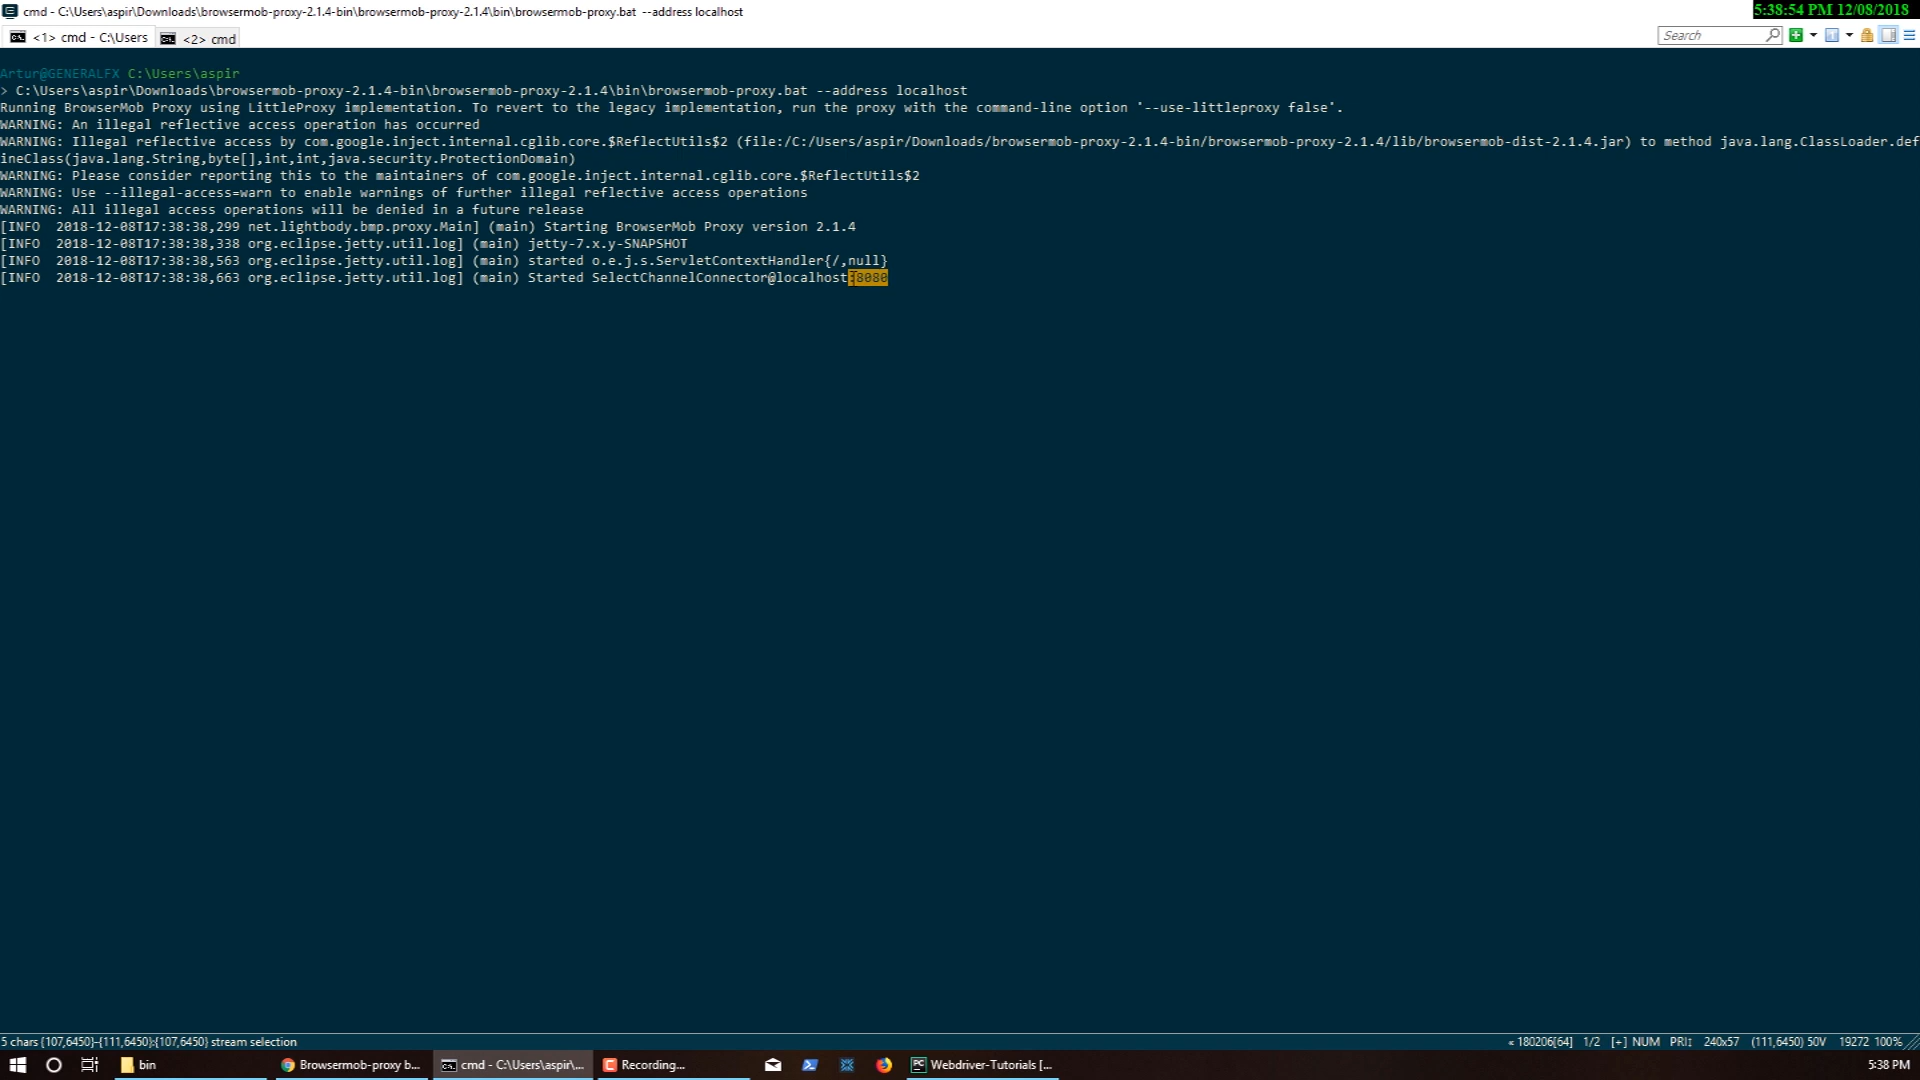 cmd - C:\Users\aspir\Downloads\browsermob-proxy-2.1.4-bin\browsermob-proxy-2.1.4\bin\browsermob-proxy.bat --address localhost
5:38:54 PM 12/08/2018
<1> cmd - C:\Users
<2> cmd
Search
Artur@GENERALFX C:\Users\aspir
> C:\Users\aspir\Downloads\browsermob-proxy-2.1.4-bin\browsermob-proxy-2.1.4\bin\browsermob-proxy.bat --address localhost
Running BrowserMob Proxy using LittleProxy implementation. To revert to the legacy implementation, run the proxy with the command-line option '--use-littleproxy false'.
WARNING: An illegal reflective access operation has occurred
WARNING: Illegal reflective access by com.google.inject.internal.cglib.core.$ReflectUtils$2 (file:/C:/Users/aspir/Downloads/browsermob-proxy-2.1.4-bin/browsermob-proxy-2.1.4/lib/browsermob-dist-2.1.4.jar) to method java.lang.ClassLoader.def
ineClass(java.lang.String,byte[],int,int,java.security.ProtectionDomain)
WARNING: Please consider reporting this to the maintainers of com.google.inject.internal.cglib.core.$ReflectUtils$2
WARNING: Use --illegal-access=warn to enable warnings of further illegal reflective access operations
WARNING: All illegal access operations will be denied in a future release
[INFO  2018-12-08T17:38:38,299 net.lightbody.bmp.proxy.Main] (main) Starting BrowserMob Proxy version 2.1.4
[INFO  2018-12-08T17:38:38,338 org.eclipse.jetty.util.log] (main) jetty-7.x.y-SNAPSHOT
[INFO  2018-12-08T17:38:38,563 org.eclipse.jetty.util.log] (main) started o.e.j.s.ServletContextHandler{/,null}
[INFO  2018-12-08T17:38:38,663 org.eclipse.jetty.util.log] (main) Started SelectChannelConnector@localhost:8080
5 chars {107,6450}-{111,6450}:{107,6450} stream selection
« 180206[64] 1/2 [+] NUM PRI↕ 240x57 (111,6450) 50V 19272 100%
bin
Browsermob-proxy b...
cmd - C:\Users\aspir\...
Recording...
Webdriver-Tutorials [...
5:38 PM